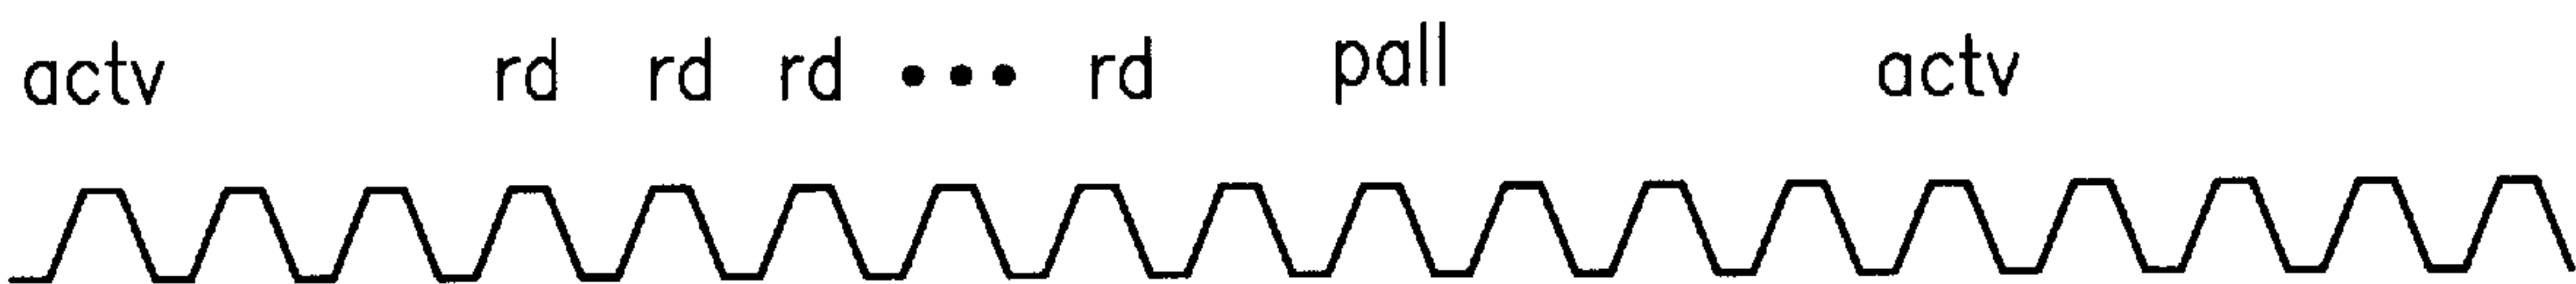 actv rd rd rd ••• rd pall actv